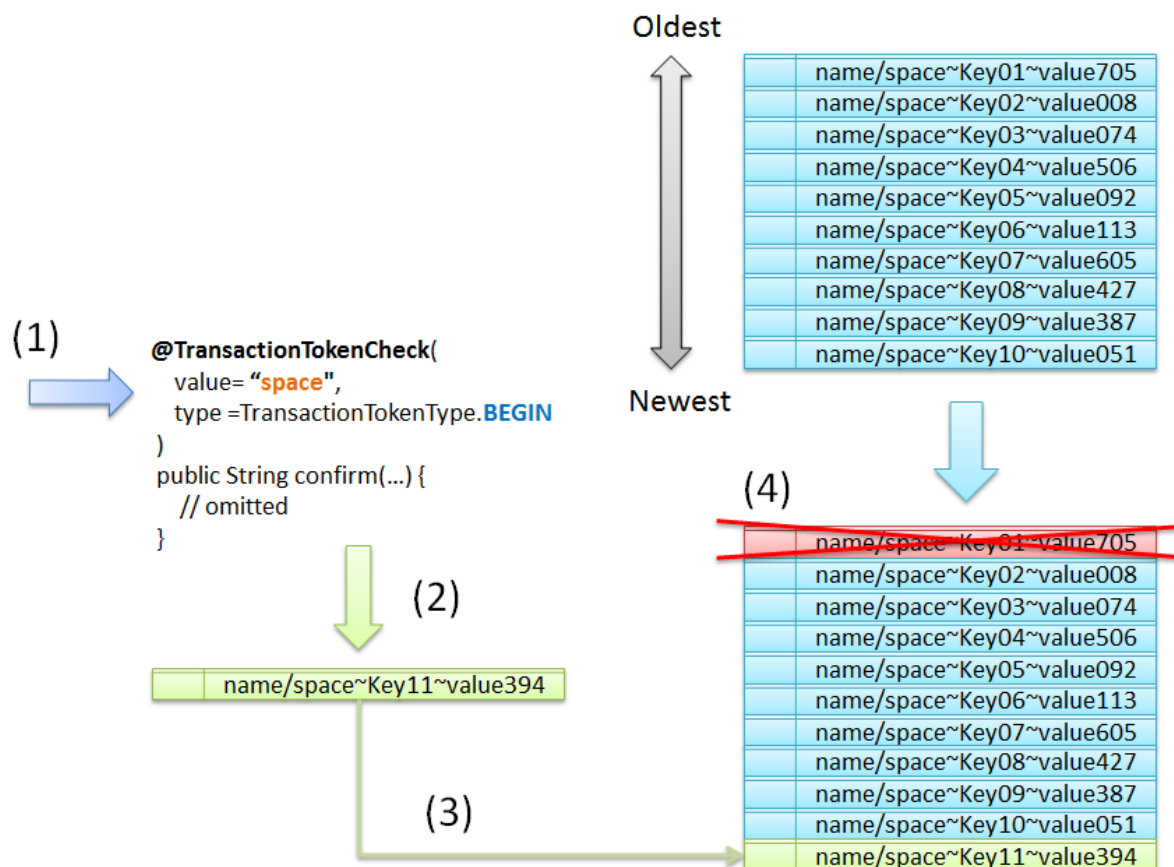 Oldest
name/space~Key01~value705
name/space~Key02~value008
name/space~Key03~value074
name/space~Key04~value506
name/space~Key05~value092
name/space~Key06~value113
name/space~Key07~value605
name/space~Key08~value427
name/space~Key09~value387
name/space~Key10~value051
Newest
(1)
@TransactionTokenCheck(
value= “space",
type =TransactionTokenType.BEGIN
)
public String confirm(...) {
// omitted
}
(2)
name/space~Key11~value394
(3)
(4)
name/space~Key01~value705
name/space~Key02~value008
name/space~Key03~value074
name/space~Key04~value506
name/space~Key05~value092
name/space~Key06~value113
name/space~Key07~value605
name/space~Key08~value427
name/space~Key09~value387
name/space~Key10~value051
name/space~Key11~value394